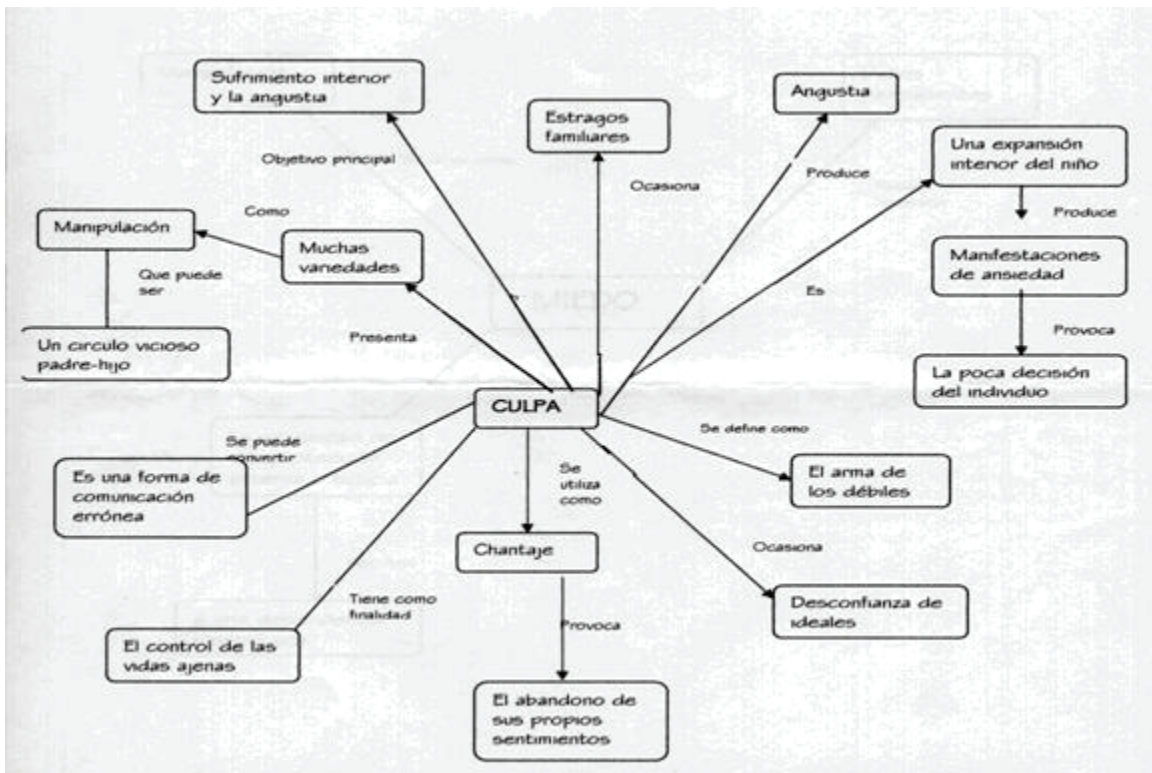 Sufrimiento interior
y la angustia
Angustia
Estragos
familiares
Una expansión
interior del niño
Objetivo principal
Produce
Ocasiona
Como
Produce
Manipulación
Muchas
variedades
Manifestaciones
de ansiedad
Que puede
ser
Es
Presenta
Provoca
Un circulo vicioso
padre-hijo
La poca decisión
del individuo
CULPA
Se define como
Se puede
convertir
Se
utiliza
como
Es una forma de
comunicación
errónea
El arma de
los débiles
Chantaje
Ocasiona
Tiene como
finalidad
Provoca
Desconfianza de
ideales
El control de las
vidas ajenas
El abandono de
sus propios
sentimientos
MIEDO